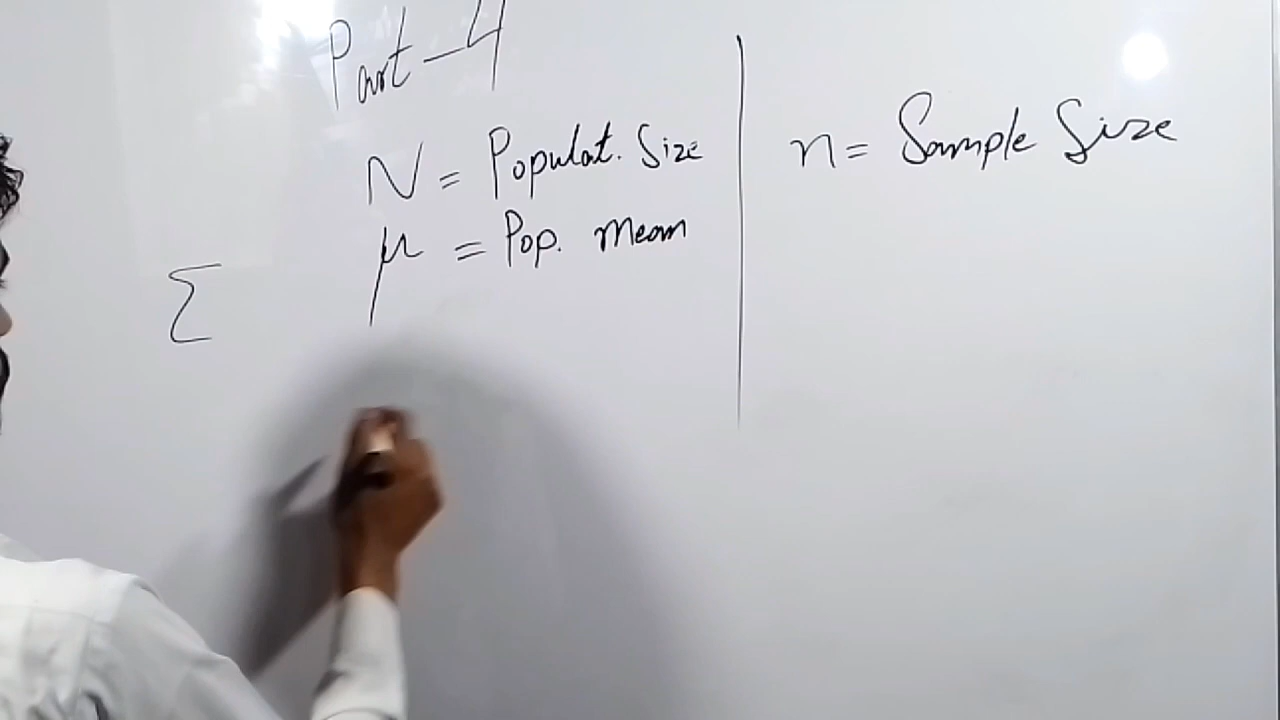 Part - 4
N = Populat. Size
n = Sample Size
μ = Pop. mean
Σ